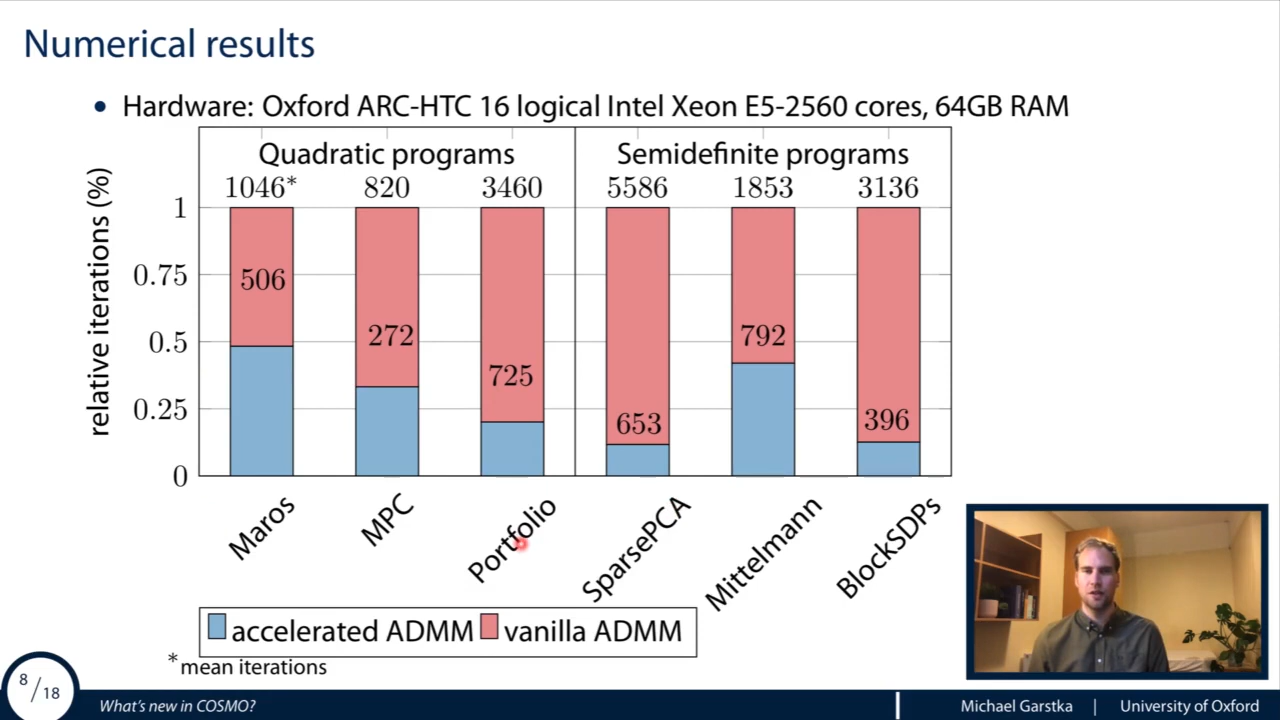 Numerical results
• Hardware: Oxford ARC-HTC 16 logical Intel Xeon E5-2560 cores, 64GB RAM
Quadratic programs Semidefinite programs
1046* 820 3460 5586 1853 3136
relative iterations (%)
1
0.75
0.5
0.25
0
506 272 725 653 792 396
Maros MPC Portfolio SparsePCA Mittelmann BlockSDPs
accelerated ADMM vanilla ADMM
* mean iterations
8/18
What's new in COSMO?
Michael Garstka | University of Oxford